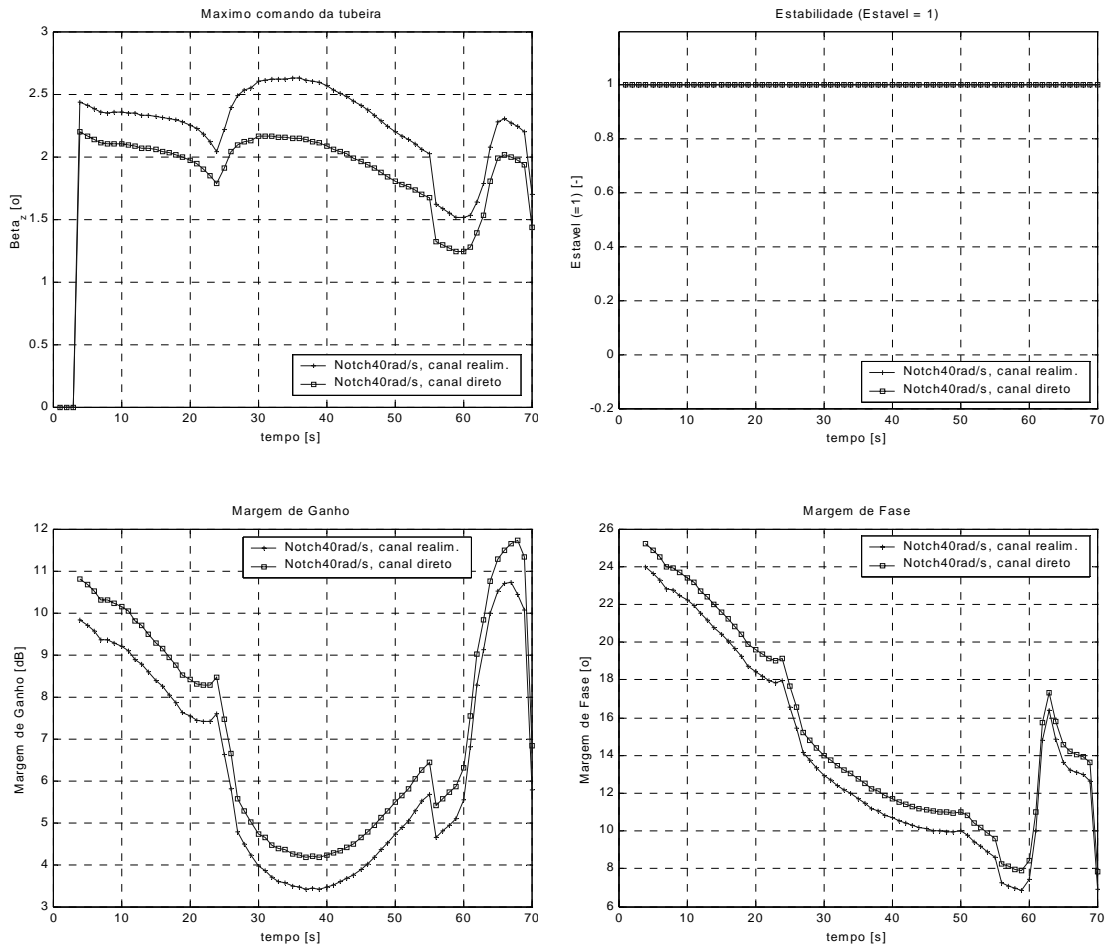 Maximo comando da tubeira
3
2.5
2
1.5
1
0.5
0
Beta_z [o]
0 10 20 30 40 50 60 70
tempo [s]
Notch40rad/s, canal realim.
Notch40rad/s, canal direto
Estabilidade (Estavel = 1)
1
0.8
0.6
0.4
0.2
0
-0.2
Estavel (=1) [-]
0 10 20 30 40 50 60 70
tempo [s]
Notch40rad/s, canal realim.
Notch40rad/s, canal direto
Margem de Ganho
12
11
10
9
8
7
6
5
4
3
Margem de Ganho [dB]
0 10 20 30 40 50 60 70
tempo [s]
Notch40rad/s, canal realim.
Notch40rad/s, canal direto
Margem de Fase
26
24
22
20
18
16
14
12
10
8
6
Margem de Fase [o]
0 10 20 30 40 50 60 70
tempo [s]
Notch40rad/s, canal realim.
Notch40rad/s, canal direto